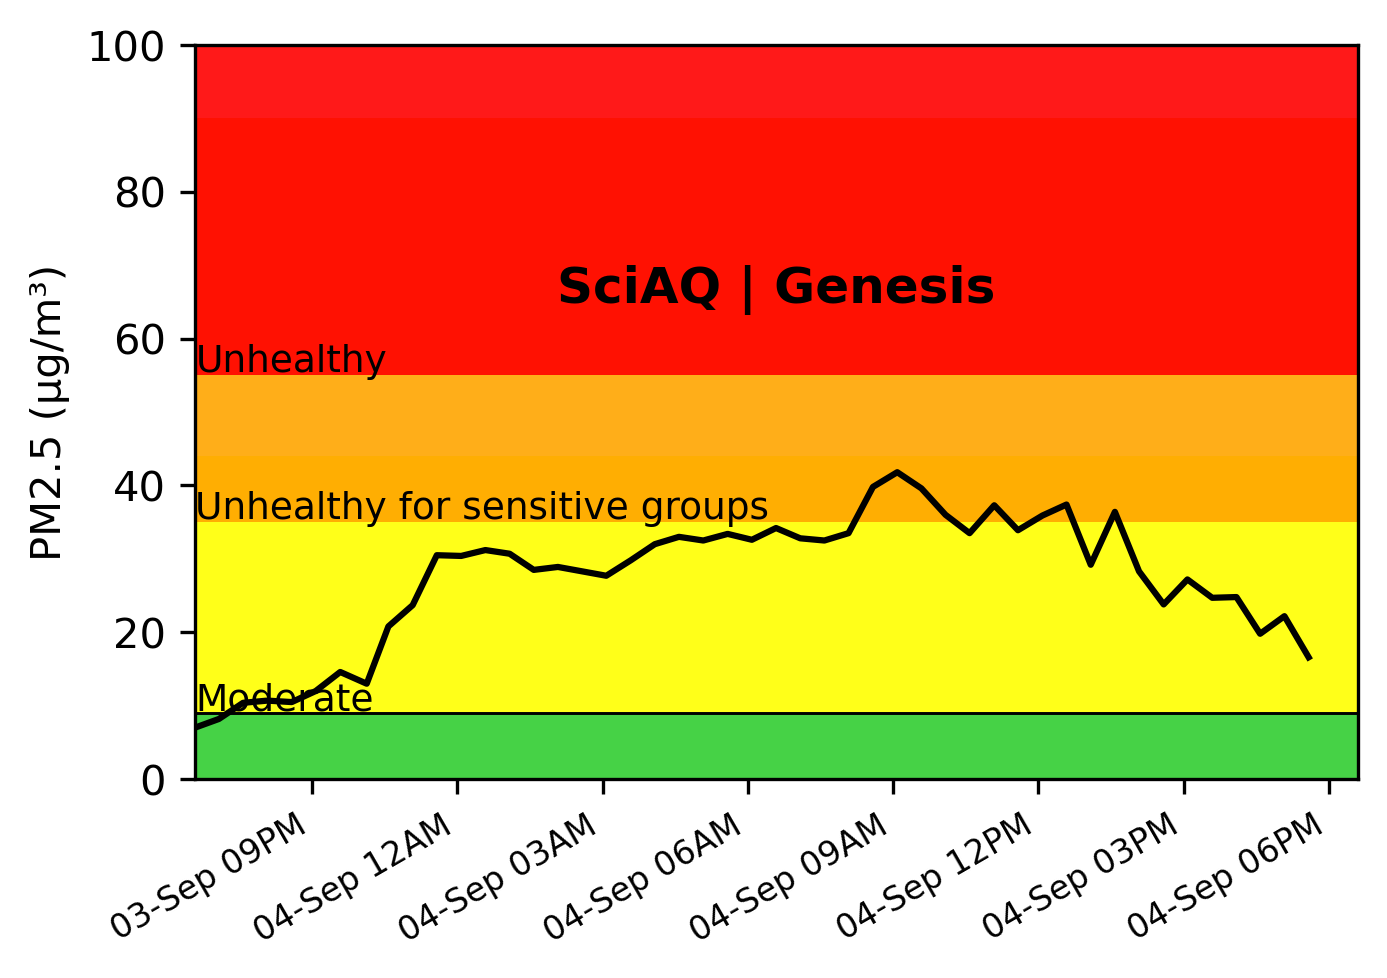 100
80
60
40
20
0
PM2.5 (µg/m³)
SciAQ | Genesis
Unhealthy
Unhealthy for sensitive groups
Moderate
03-Sep 09PM
04-Sep 12AM
04-Sep 03AM
04-Sep 06AM
04-Sep 09AM
04-Sep 12PM
04-Sep 03PM
04-Sep 06PM